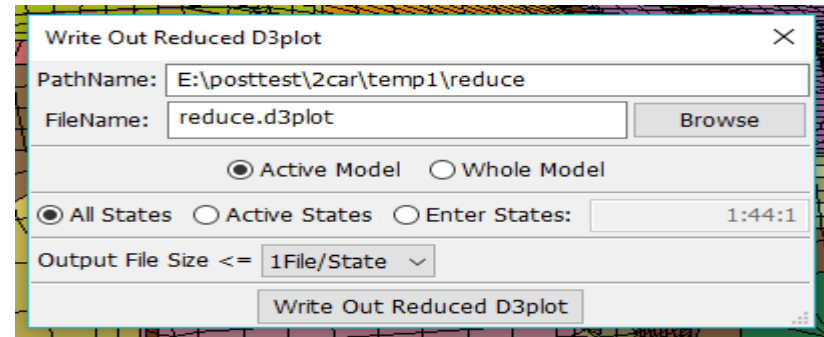 Write Out Reduced D3plot
PathName: E:\posttest\2car\temp1\reduce
FileName: reduce.d3plot Browse
Active Model Whole Model
All States Active States Enter States: 1:44:1
Output File Size <= 1File/State
Write Out Reduced D3plot